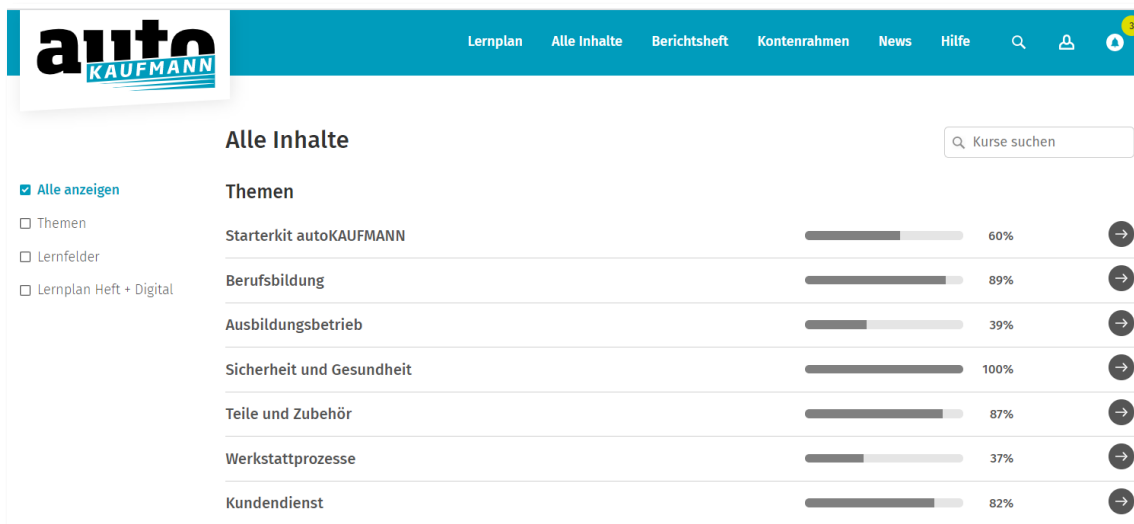 auto
KAUFMANN
Lernplan Alle Inhalte Berichtsheft Kontenrahmen News Hilfe
3
Alle Inhalte
Kurse suchen
Alle anzeigen
Themen
Lernfelder
Lernplan Heft + Digital
Themen
Starterkit autoKAUFMANN 60%
Berufsbildung 89%
Ausbildungsbetrieb 39%
Sicherheit und Gesundheit 100%
Teile und Zubehör 87%
Werkstattprozesse 37%
Kundendienst 82%